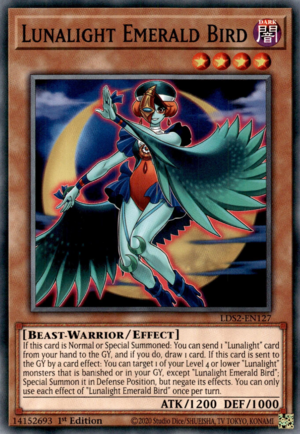 LUNALIGHT EMERALD BIRD
DARK
闇
LDS2-EN127
[BEAST-WARRIOR/EFFECT]
If this card is Normal or Special Summoned: You can send 1 "Lunalight" card
from your hand to the GY, and if you do, draw 1 card. If this card is sent to
the GY by a card effect: You can target 1 of your Level 4 or lower "Lunalight"
monsters that is banished or in your GY, except "Lunalight Emerald Bird";
Special Summon it in Defense Position, but negate its effects. You can only
use each effect of "Lunalight Emerald Bird" once per turn.
ATK/1200 DEF/1000
14152693 1st Edition ©2020 Studio Dice/SHUEISHA, TV TOKYO, KONAMI